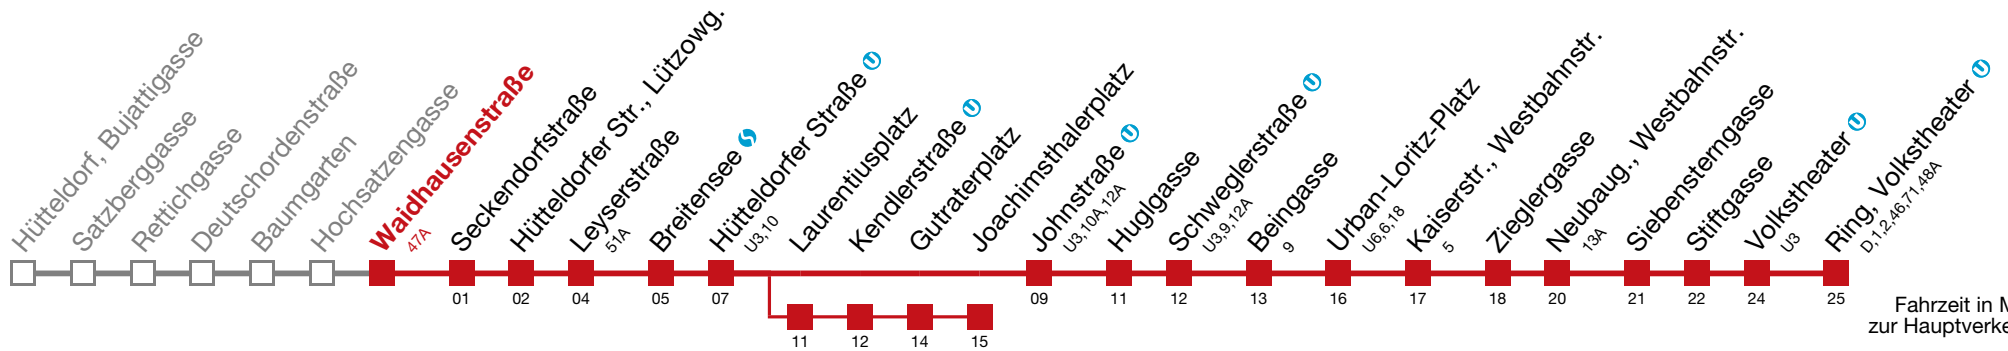 Hütteldorf, Bujattigasse
Satzberggasse
Rettichgasse
Deutschordenstraße
Baumgarten
Hochsatzengasse
Waidhausenstraße
47A
Seckendorfstraße
Hütteldorfer Str., Lützowg.
Leyserstraße
51A
Breitensee
Hütteldorfer Straße U
U3,10
Laurentiusplatz
Kendlerstraße U
Gutraterplatz
Joachimsthalerplatz
Johnstraße U
U3,10A,12A
Huglgasse
Schweglerstraße U
U3,9,12A
Beingasse
9
Urban-Loritz-Platz
U6,6,18
Kaiserstr., Westbahnstr.
5
Zieglergasse
Neubaug., Westbahnstr.
13A
Siebensterngasse
Stiftgasse
Volkstheater U
U3
Ring, Volkstheater U
D,1,2,46,71,48A
01 02 04 05 07 09 11 12 13 16 17 18 20 21 22 24 25
11 12 14 15
Fahrzeit in M
zur Hauptverke